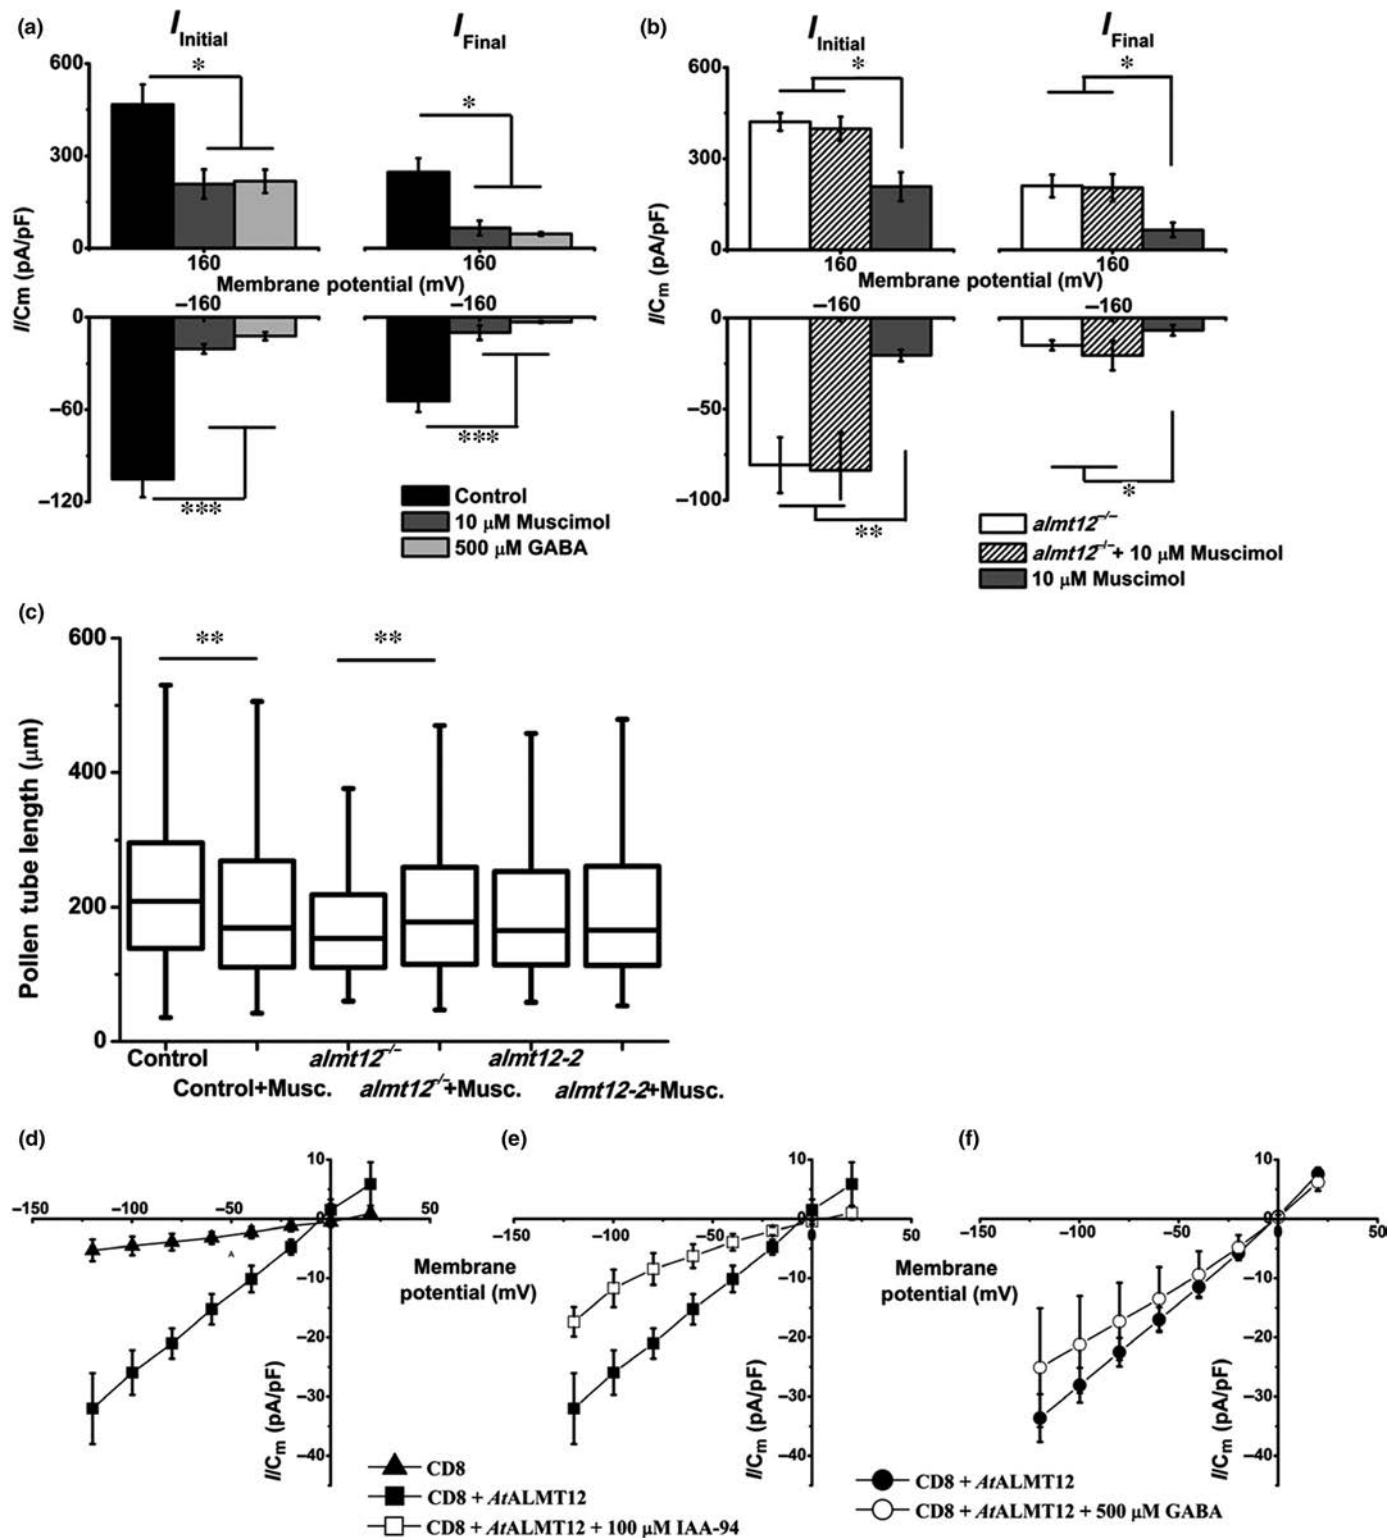 (a)
I Initial
I Final
*
*
600
300
0
160
160
Membrane potential (mV)
I/Cm (pA/pF)
–160
–160
0
–60
–120
***
***
Control
10 μM Muscimol
500 μM GABA
(b)
I Initial
I Final
*
*
600
300
0
160
160
Membrane potential (mV)
I/Cm (pA/pF)
–160
–160
0
–50
–100
**
*
almt12–/–
almt12–/–+ 10 μM Muscimol
10 μM Muscimol
(c)
600
400
200
0
Pollen tube length (μm)
**
**
Control
almt12–/–
almt12-2
Control+Musc.
almt12–/–+Musc.
almt12-2+Musc.
(d)
10
–150
–100
–50
0
50
A
–10
–20
–30
–40
I/Cm (pA/pF)
Membrane
potential (mV)
CD8
CD8 + AtALMT12
CD8 + AtALMT12 + 100 μM IAA-94
(e)
10
0
–150
–100
–50
0
50
–10
–20
–30
–40
I/Cm (pA/pF)
Membrane
potential (mV)
(f)
10
0
–150
–100
–50
0
50
–10
–20
–30
–40
I/Cm (pA/pF)
CD8 + AtALMT12
CD8 + AtALMT12 + 500 μM GABA